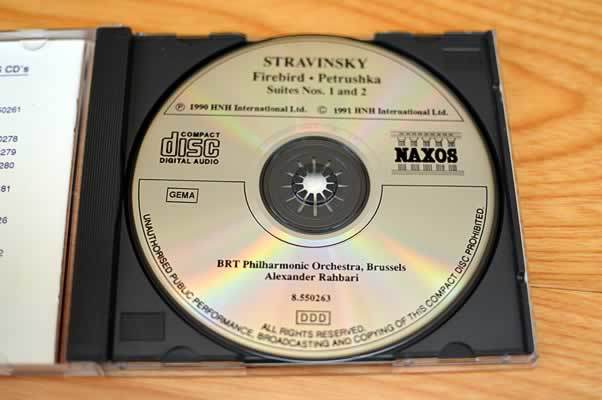 s CD's
50261
0278
279
280
81
26
2
STRAVINSKY
Firebird • Petrushka
Suites Nos. 1 and 2
Ⓟ 1990 HNH International Ltd. © 1991 HNH International Ltd.
COMPACT
disc
DIGITAL AUDIO
NAXOS
GEMA
BRT Philharmonic Orchestra, Brussels
Alexander Rahbari
8.550263
DDD
ALL RIGHTS RESERVED.
UNAUTHORISED PUBLIC PERFORMANCE, BROADCASTING AND COPYING OF THIS COMPACT DISC PROHIBITED.